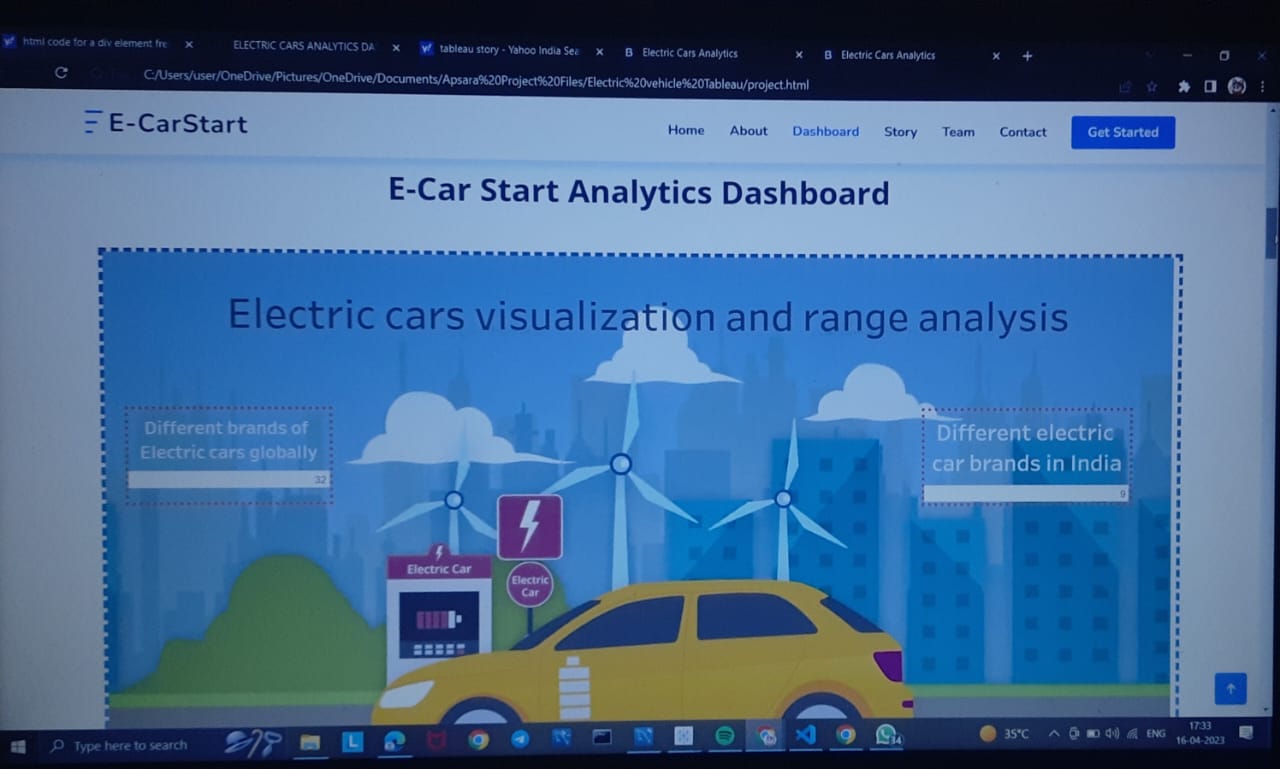 html code for a div element fre
ELECTRIC CARS ANALYTICS DA
tableau story - Yahoo India Sea
Electric Cars Analytics
Electric Cars Analytics
C:/Users/user/OneDrive/Pictures/OneDrive/Documents/Apsara%20Project%20Files/Electric%20vehicle%20Tableau/project.html
E-CarStart
Home About Dashboard Story Team Contact Get Started
E-Car Start Analytics Dashboard
Electric cars visualization and range analysis
Different brands of
Electric cars globally
32
Different electric
car brands in India
9
Electric Car
Electric
Car
Type here to search
34
35°C
ENG
17:33
16-04-2023